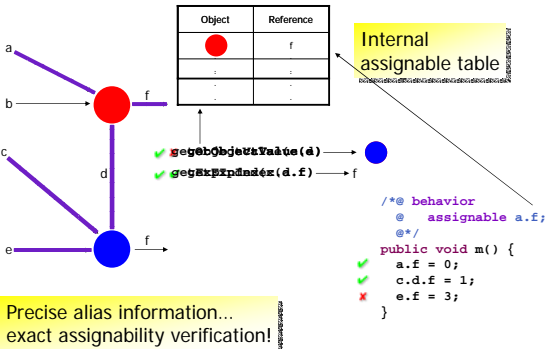 Object Reference
f
: :
. .
Internal
assignable table
a
b
f
c
d
e
f
f
/*@ behavior
@ assignable a.f;
@*/
public void m() {
a.f = 0;
c.d.f = 1;
e.f = 3;
}
Precise alias information…
exact assignability verification!